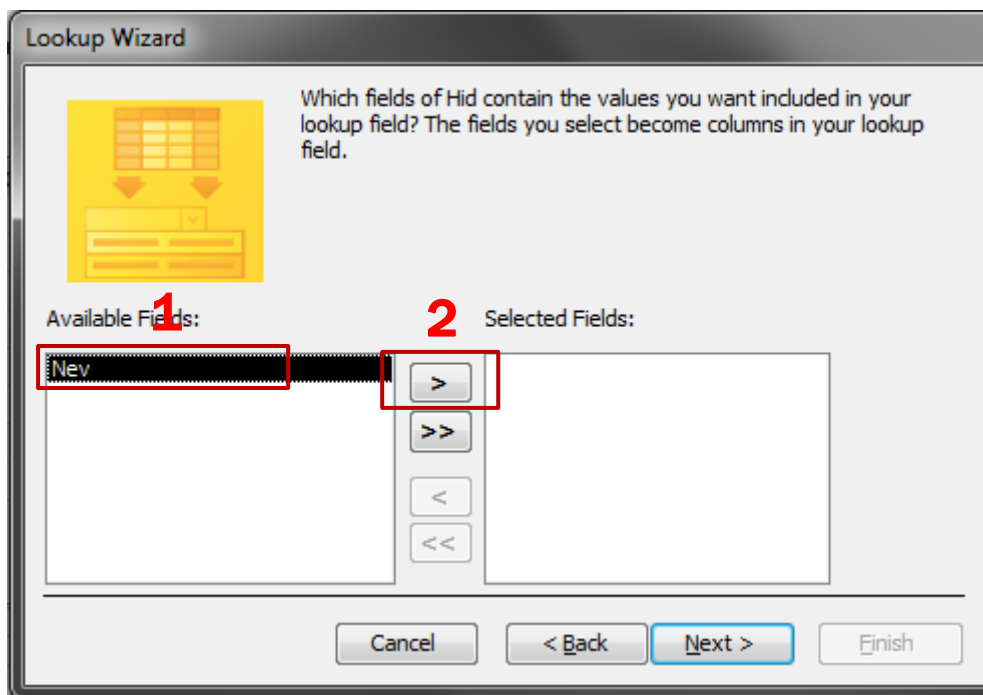 Lookup Wizard
Which fields of Hid contain the values you want included in your
lookup field? The fields you select become columns in your lookup
field.
1
2
Available Fields:
Selected Fields:
Nev
>
>>
<
<<
Cancel
< Back
Next >
Finish